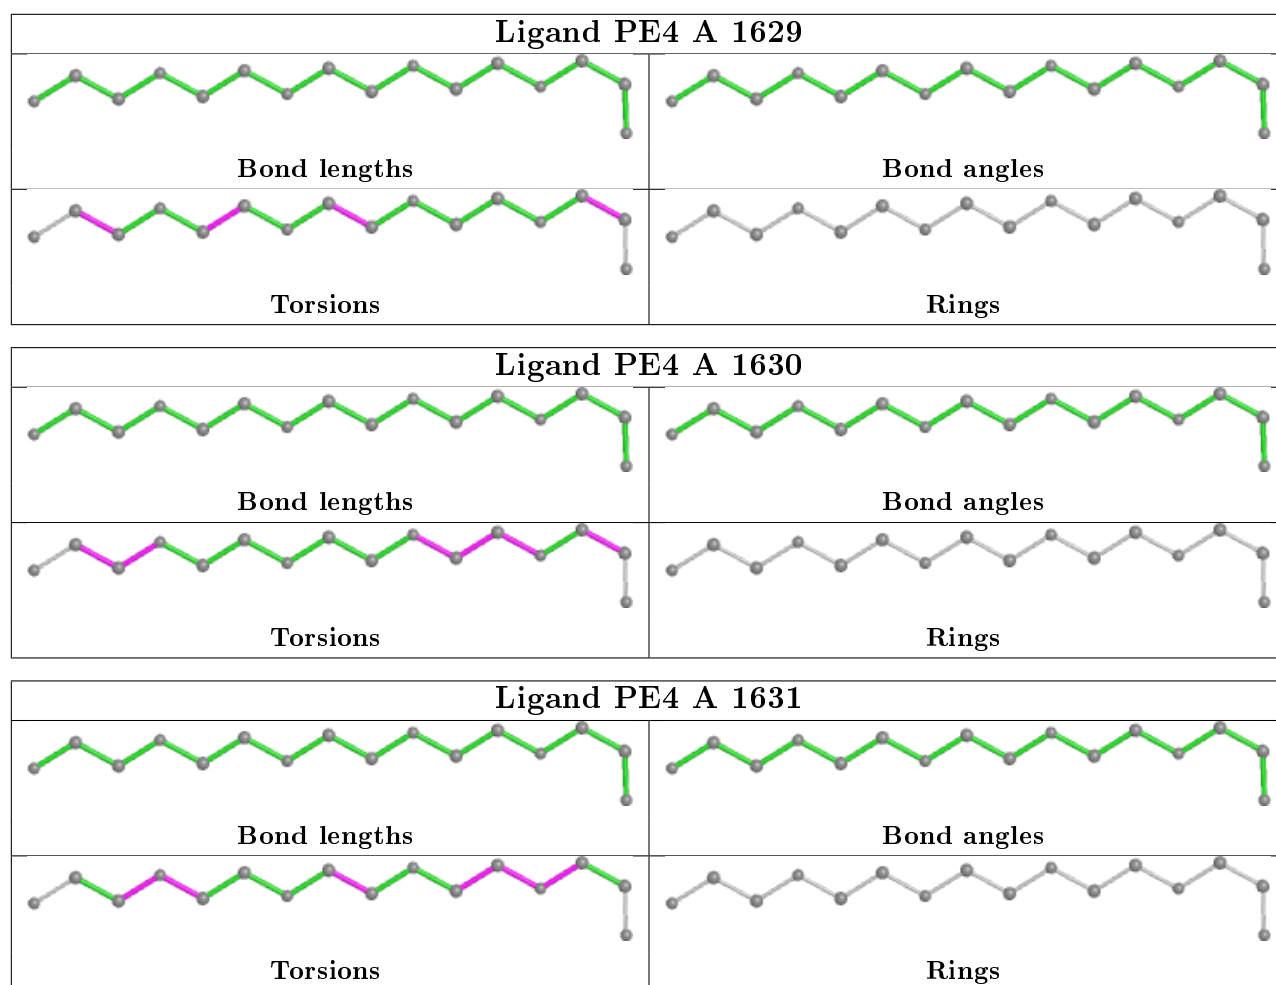 Ligand PE4 A 1629
Bond lengths
Bond angles
Torsions
Rings
Ligand PE4 A 1630
Bond lengths
Bond angles
Torsions
Rings
Ligand PE4 A 1631
Bond lengths
Bond angles
Torsions
Rings